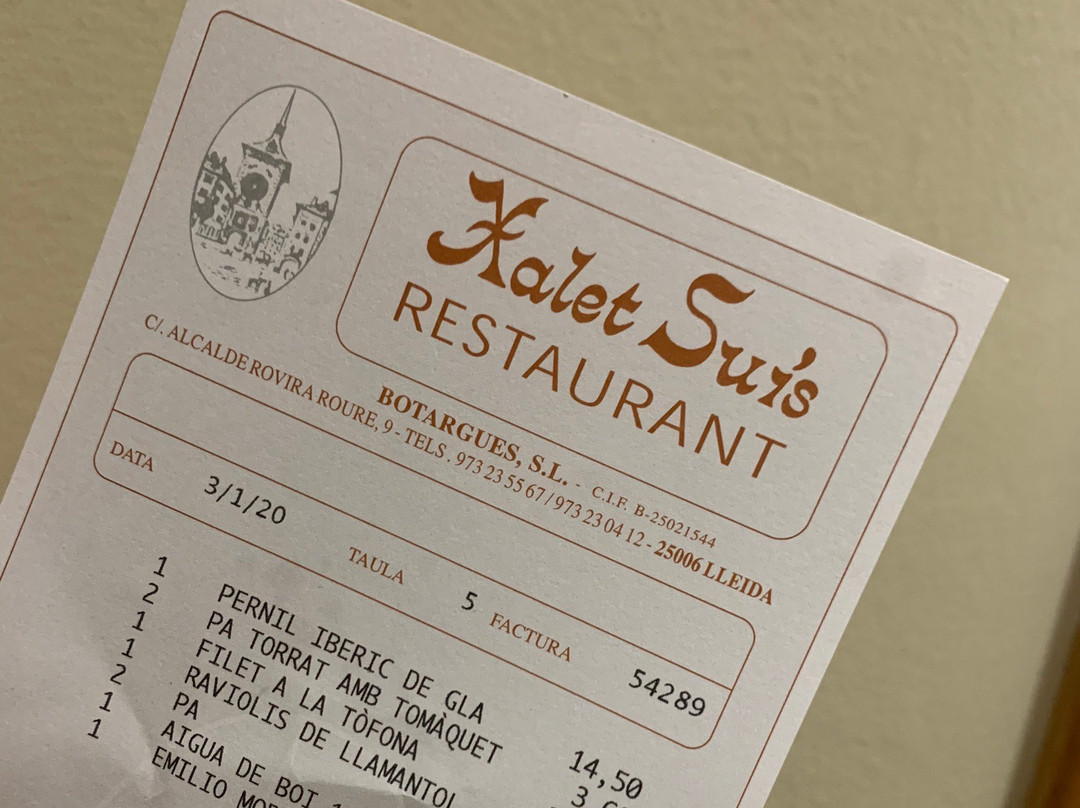 Xalet Suís
RESTAURANT
BOTARGUES, S.L. - C.I.F. B-25021544
C/. ALCALDE ROVIRA ROURE, 9 - TELS. 973 23 55 67 / 973 23 04 12 - 25006 LLEIDA
DATA 3/1/20 TAULA 5 FACTURA 54289
1 PERNIL IBERIC DE GLA 14,50
2 PA TORRAT AMB TOMÀQUET
1 FILET A LA TÒFONA
1 RAVIOLIS DE LLAMANTOL
2 PA
1 AIGUA DE BOI
1 EMILIO